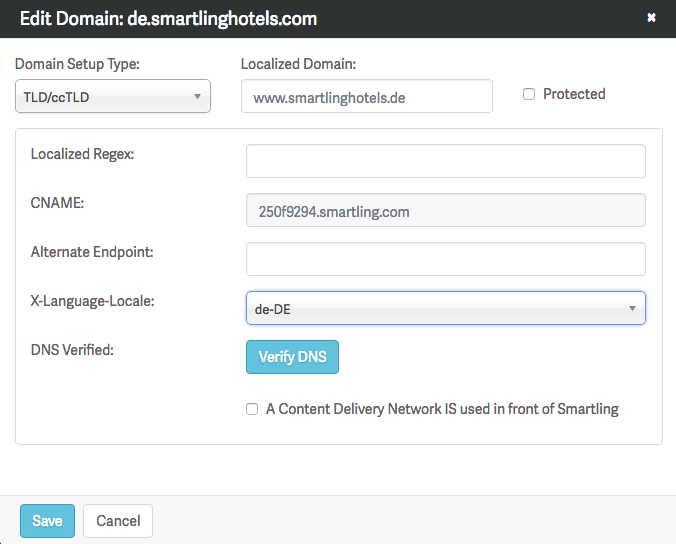 Edit Domain: de.smartlinghotels.com
Domain Setup Type: Localized Domain:
TLD/ccTLD www.smartlinghotels.de Protected
Localized Regex:
CNAME: 250f9294.smartling.com
Alternate Endpoint:
X-Language-Locale: de-DE
DNS Verified: Verify DNS
A Content Delivery Network IS used in front of Smartling
Save Cancel